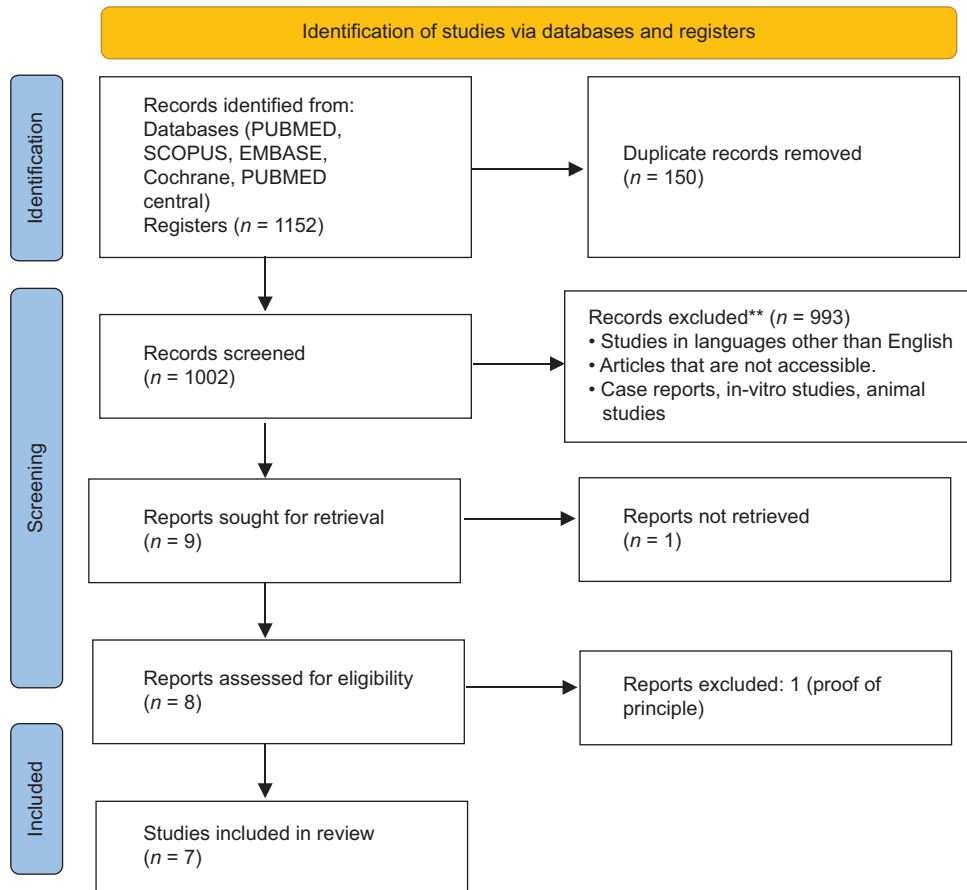 Identification of studies via databases and registers
Identification
Records identified from:
Databases (PUBMED,
SCOPUS, EMBASE,
Cochrane, PUBMED
central)
Registers (n = 1152)
Duplicate records removed
(n = 150)
Screening
Records screened
(n = 1002)
Records excluded** (n = 993)
• Studies in languages other than English
• Articles that are not accessible.
• Case reports, in-vitro studies, animal
studies
Reports sought for retrieval
(n = 9)
Reports not retrieved
(n = 1)
Reports assessed for eligibility
(n = 8)
Reports excluded: 1 (proof of
principle)
Included
Studies included in review
(n = 7)